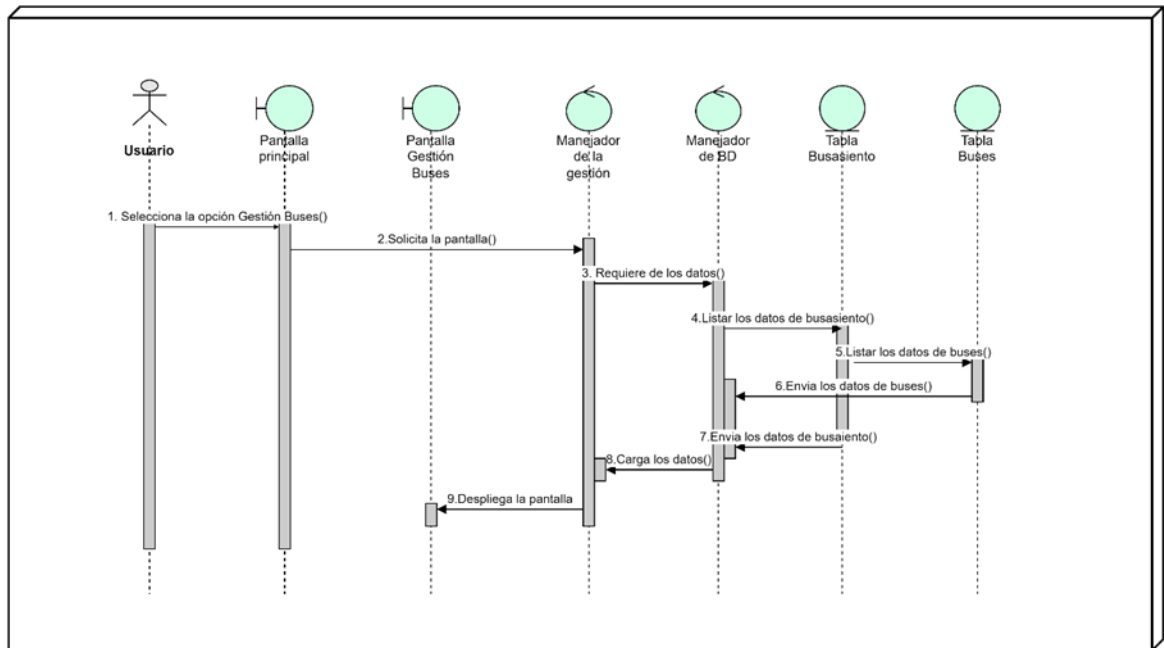 Usuario
Pantalla
principal
Pantalla
Gestión
Buses
Manejador
de la
gestión
Manejador
de BD
Tabla
Busasiento
Tabla
Buses
1. Selecciona la opción Gestión Buses()
2.Solicita la pantalla()
3. Requiere de los datos()
4.Listar los datos de busasiento()
5.Listar los datos de buses()
6.Envia los datos de buses()
7.Envia los datos de busaiento()
8.Carga los datos()
9.Despliega la pantalla